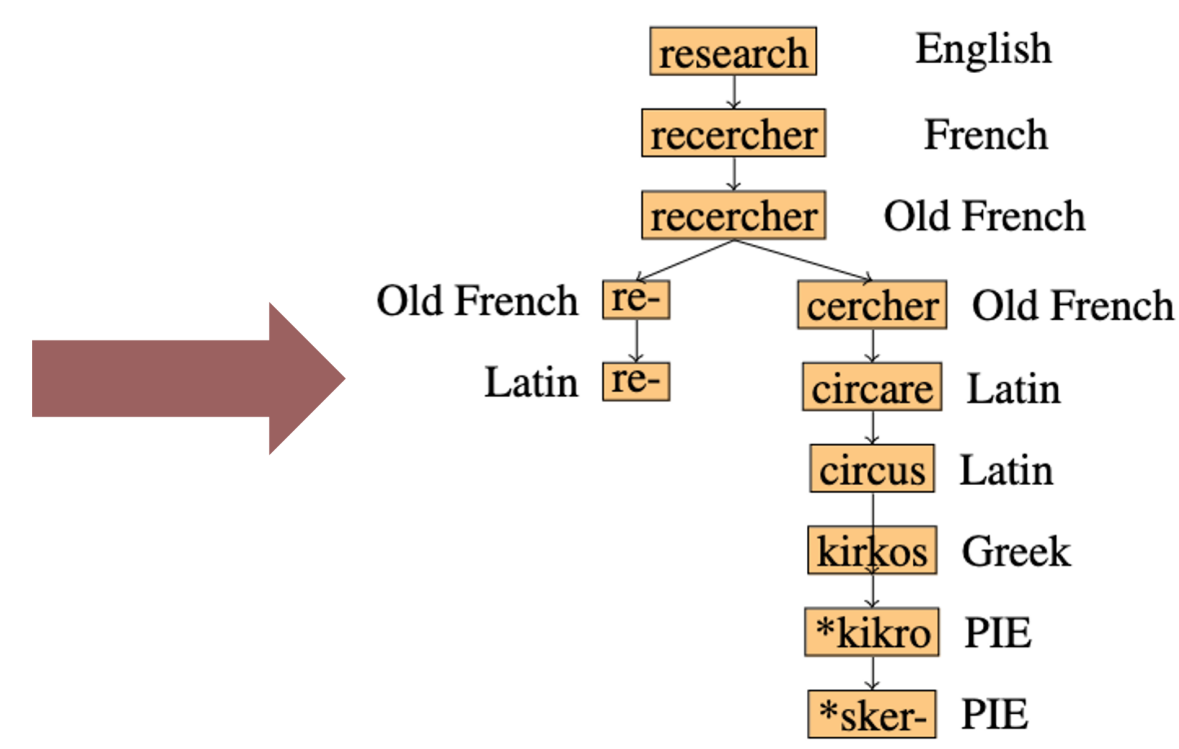 research English
recercher French
recercher Old French
Old French re- cercher Old French
Latin re- circare Latin
circus Latin
kirkos Greek
*kikro PIE
*sker- PIE